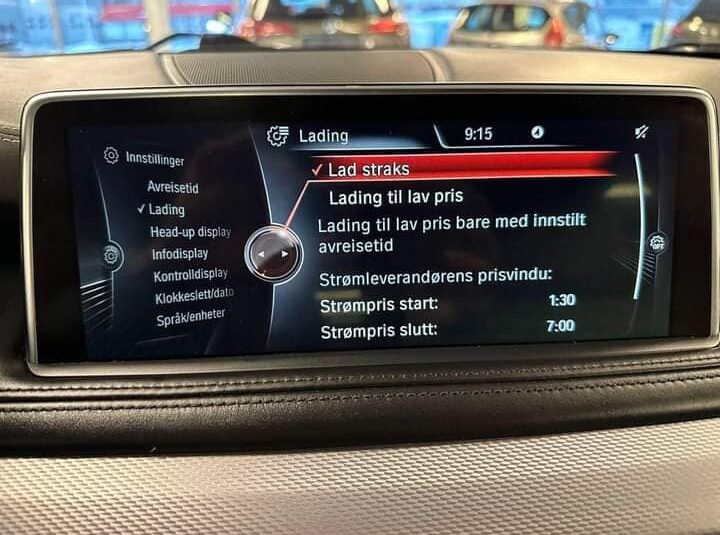 Lading 9:15
Innstillinger
Avreisetid
✓ Lading
Head-up display
Infodisplay
Kontrolldisplay
Klokkeslett/dato
Språk/enheter
✓ Lad straks
Lading til lav pris
Lading til lav pris bare med innstilt
avreisetid
Strømleverandørens prisvindu:
Strømpris start: 1:30
Strømpris slutt: 7:00